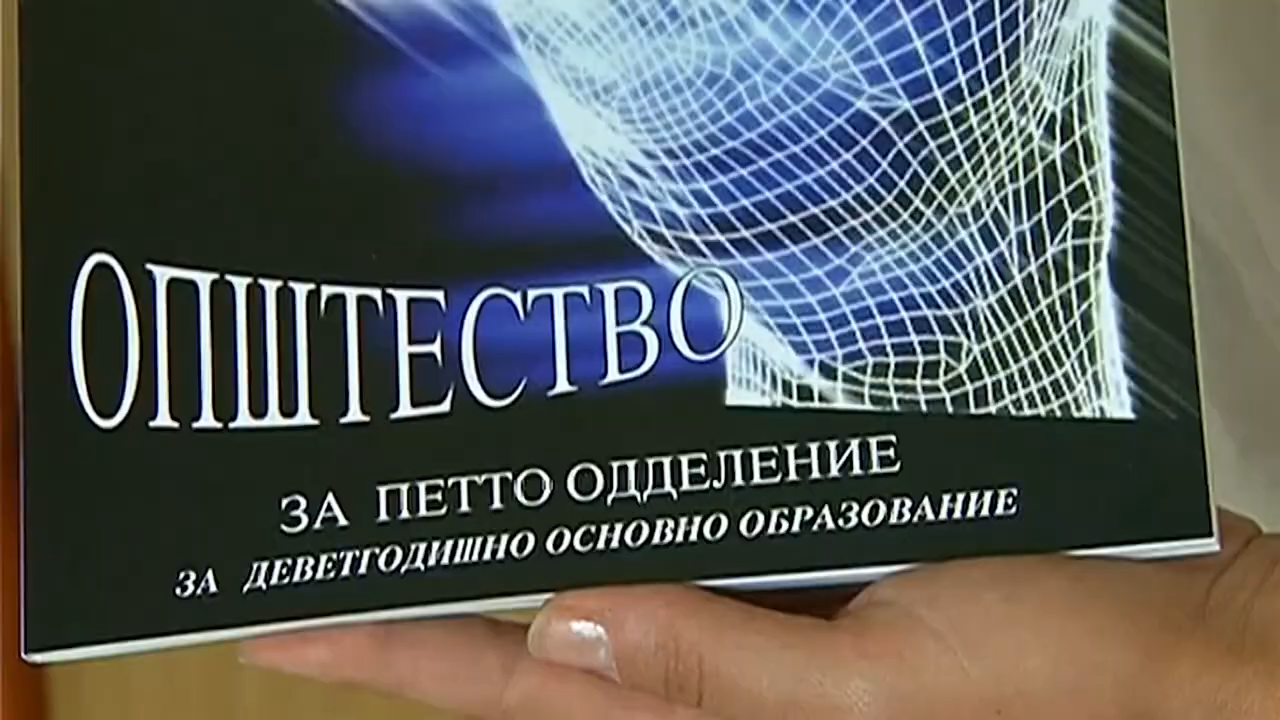 ОПШТЕСТВО
ЗА ПЕТТО ОДДЕЛЕНИЕ
ЗА ДЕВЕТГОДИШНО ОСНОВНО ОБРАЗОВАНИЕ